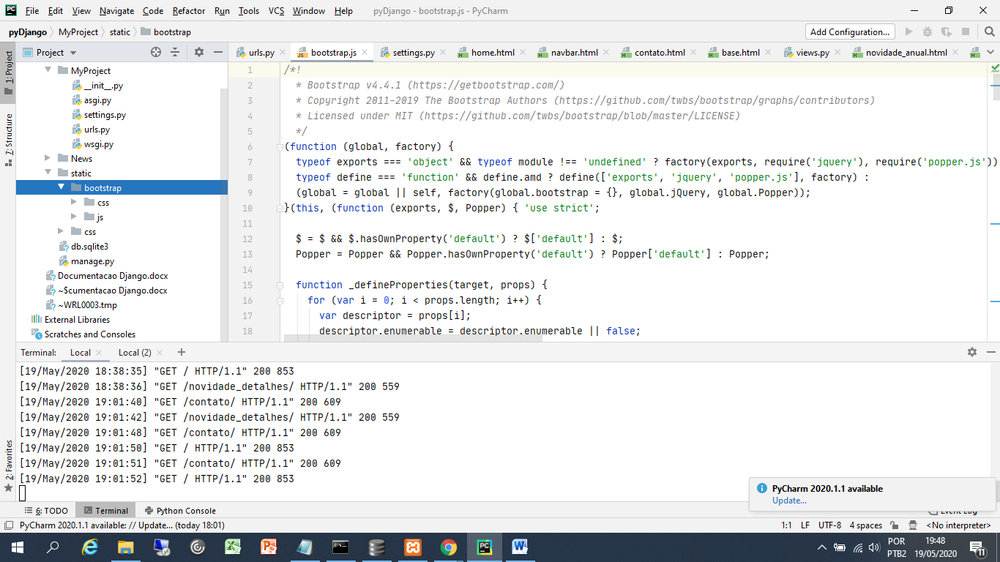 File Edit View Navigate Code Refactor Run Tools VCS Window Help pyDjango - bootstrap.js - PyCharm
pyDjango MyProject static bootstrap Add Configuration...
1: Project
7: Structure
2: Favorites
Project
MyProject
__init__.py
asgi.py
settings.py
urls.py
wsgi.py
News
static
bootstrap
css
js
css
db.sqlite3
manage.py
Documentacao Django.docx
~$cumentacao Django.docx
~WRL0003.tmp
External Libraries
Scratches and Consoles
urls.py bootstrap.js settings.py home.html navbar.html contato.html base.html views.py novidade_anual.html
1 /*!
2 * Bootstrap v4.4.1 (https://getbootstrap.com/)
3 * Copyright 2011-2019 The Bootstrap Authors (https://github.com/twbs/bootstrap/graphs/contributors)
4 * Licensed under MIT (https://github.com/twbs/bootstrap/blob/master/LICENSE)
5 */
6 (function (global, factory) {
7 typeof exports === 'object' && typeof module !== 'undefined' ? factory(exports, require('jquery'), require('popper.js'))
8 typeof define === 'function' && define.amd ? define(['exports', 'jquery', 'popper.js'], factory) :
9 (global = global || self, factory(global.bootstrap = {}, global.jQuery, global.Popper));
10 }(this, (function (exports, $, Popper) { 'use strict';
11
12 $ = $ && $.hasOwnProperty('default') ? $['default'] : $;
13 Popper = Popper && Popper.hasOwnProperty('default') ? Popper['default'] : Popper;
14
15 function _defineProperties(target, props) {
16 for (var i = 0; i < props.length; i++) {
17 var descriptor = props[i];
18 descriptor.enumerable = descriptor.enumerable || false;
Terminal: Local Local (2)
[19/May/2020 18:38:35] "GET / HTTP/1.1" 200 853
[19/May/2020 18:38:36] "GET /novidade_detalhes/ HTTP/1.1" 200 559
[19/May/2020 19:01:40] "GET /contato/ HTTP/1.1" 200 609
[19/May/2020 19:01:42] "GET /novidade_detalhes/ HTTP/1.1" 200 559
[19/May/2020 19:01:48] "GET /contato/ HTTP/1.1" 200 609
[19/May/2020 19:01:50] "GET / HTTP/1.1" 200 853
[19/May/2020 19:01:51] "GET /contato/ HTTP/1.1" 200 609
[19/May/2020 19:01:52] "GET / HTTP/1.1" 200 853
PyCharm 2020.1.1 available
Update...
6: TODO Terminal Python Console Event Log
PyCharm 2020.1.1 available: // Update... (today 18:01) 1:1 LF UTF-8 4 spaces <No interpreter>
POR 19:48
PTB2 19/05/2020 11